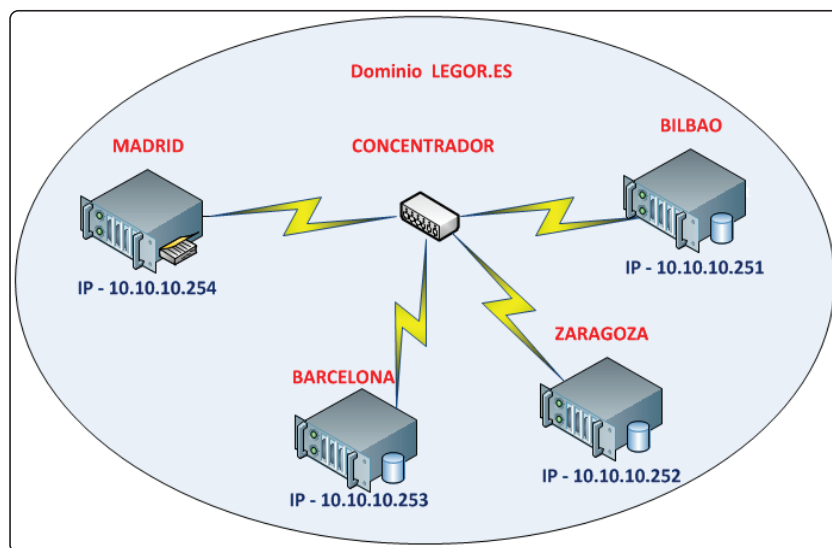 Dominio LEGOR.ES
MADRID
CONCENTRADOR
BILBAO
IP - 10.10.10.254
IP - 10.10.10.251
BARCELONA
ZARAGOZA
IP - 10.10.10.253
IP - 10.10.10.252